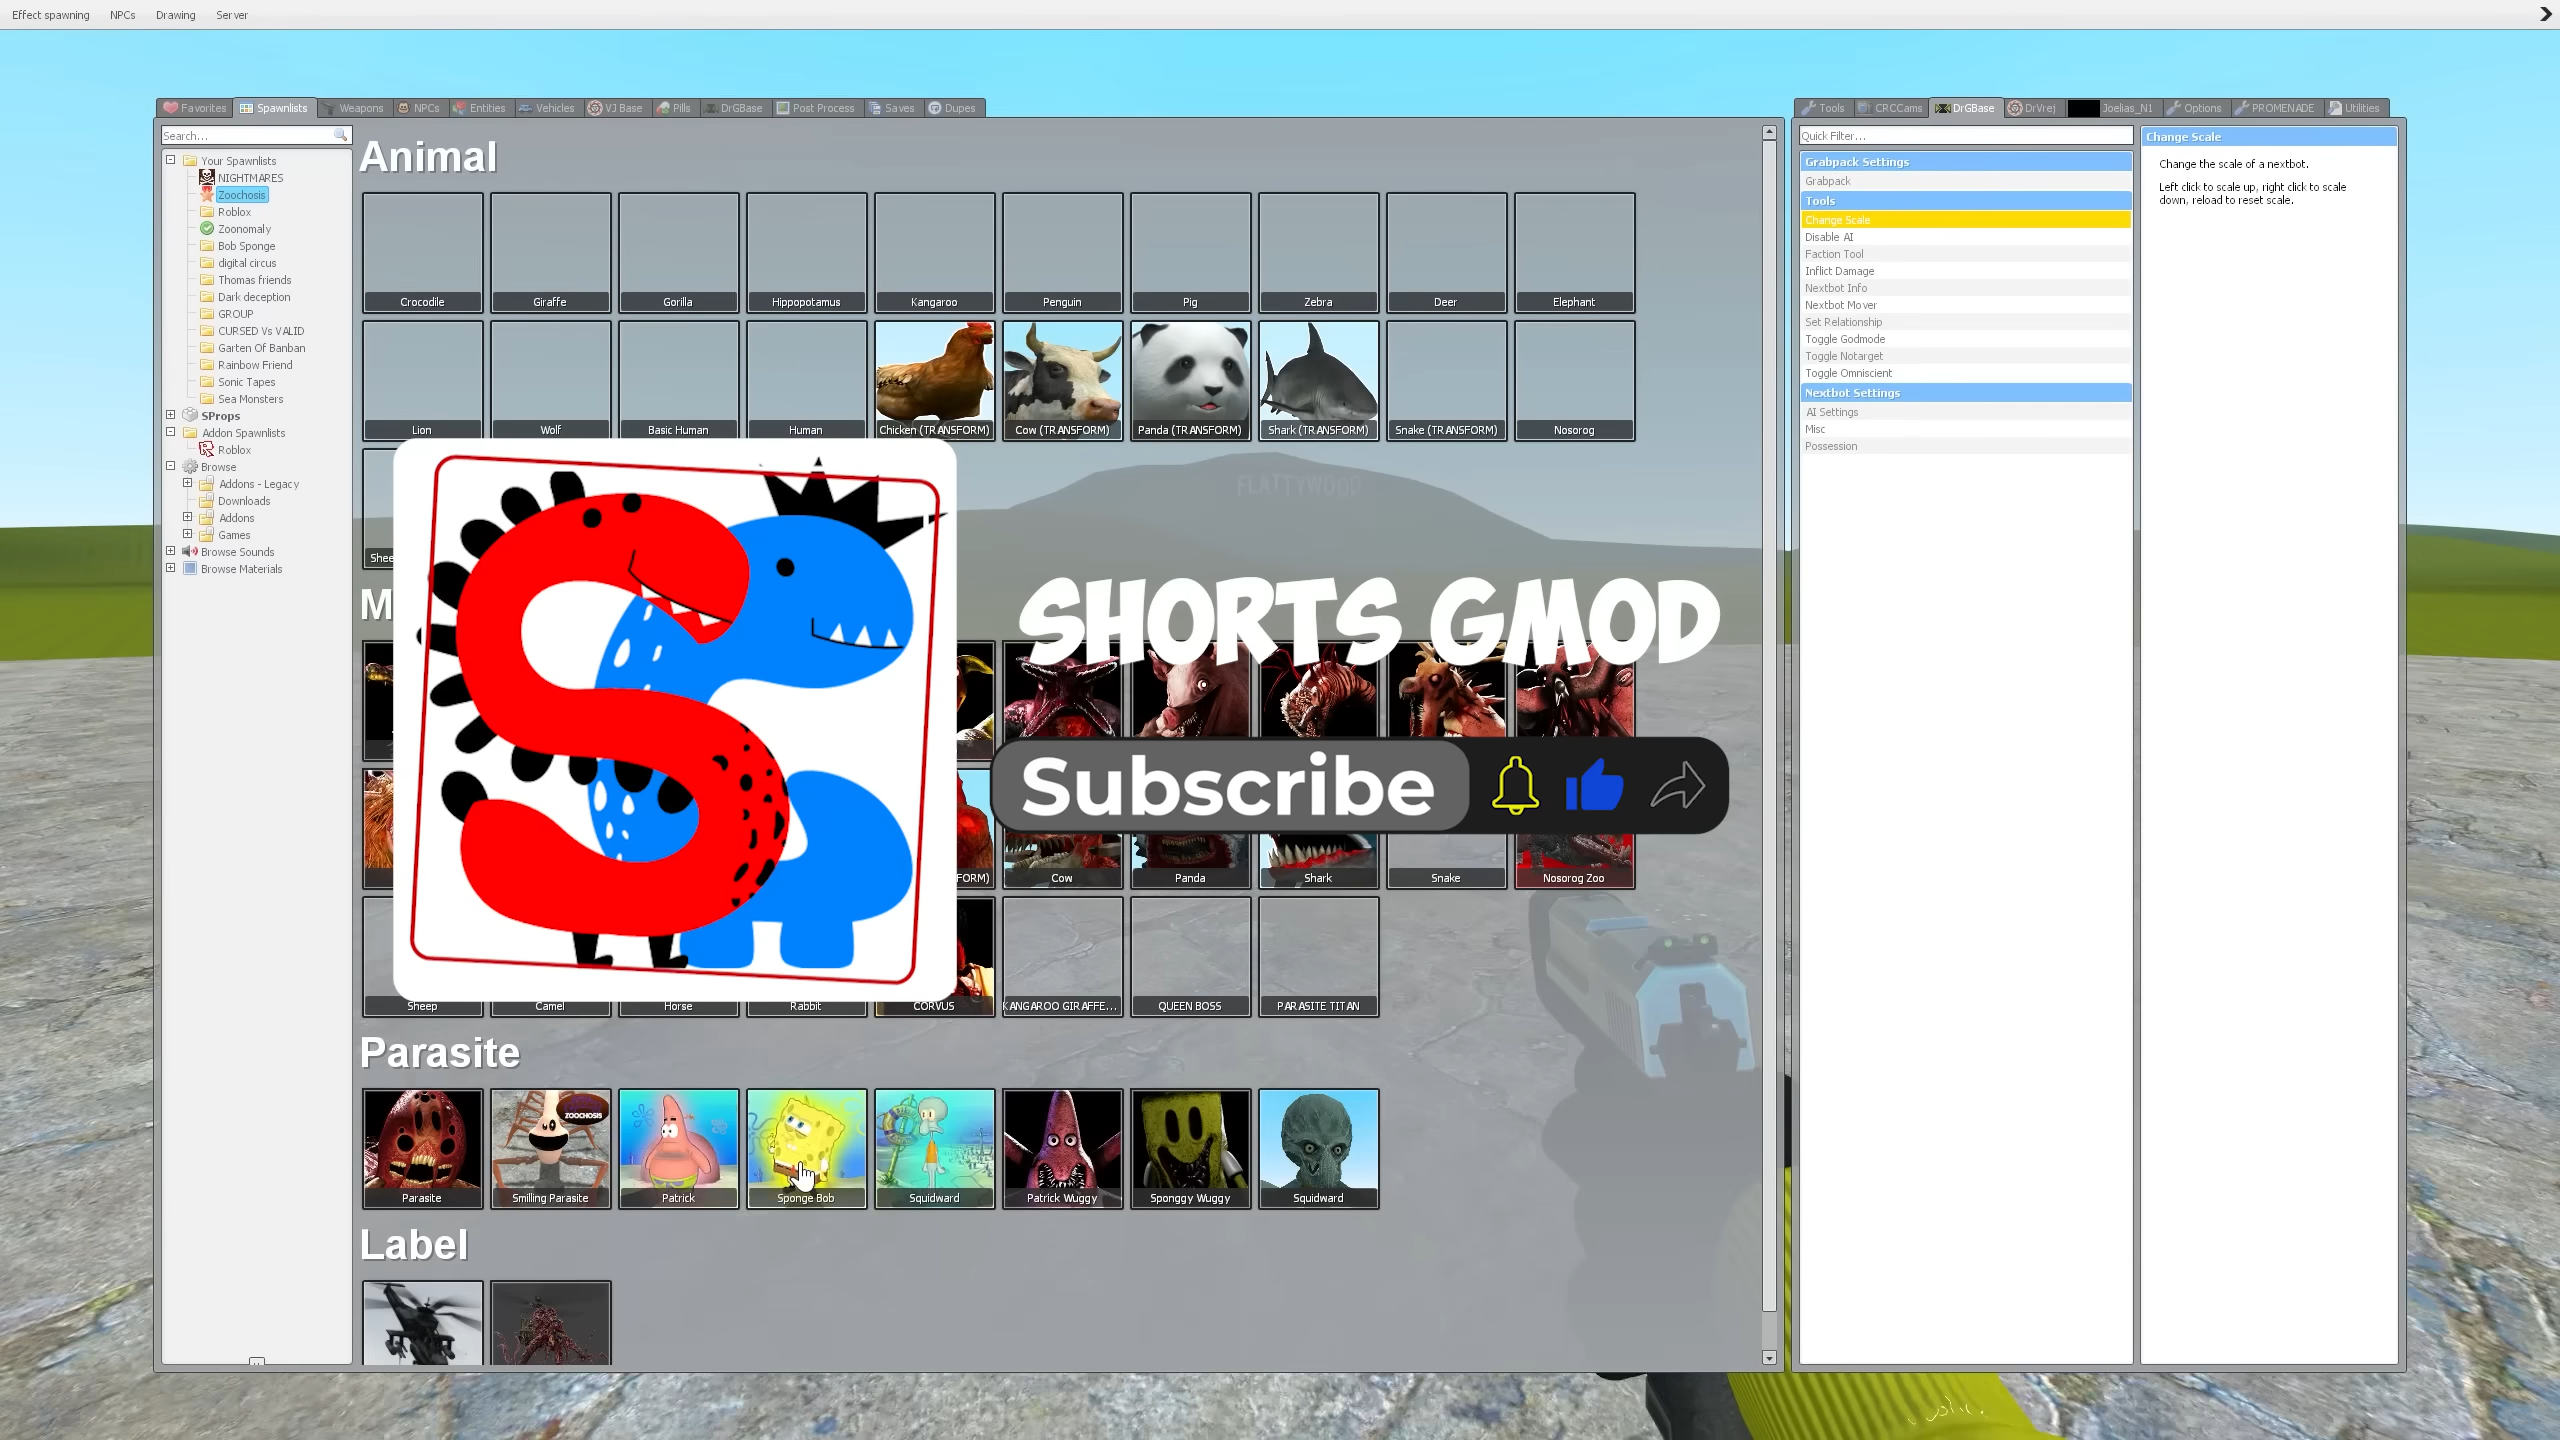 Effect spawning NPCs Drawing Server
Favorites Spawnlists Weapons NPCs Entities Vehicles VJ Base Pills DrGBase Post Process Saves Dupes
Tools CRCCams DrGBase DrVrej Joelias_N1 Options PROMENADE Utilities
Search...
Your Spawnlists
NIGHTMARES
Zoochosis
Roblox
Zoonomaly
Bob Sponge
digital circus
Thomas friends
Dark deception
GROUP
CURSED Vs VALID
Garten Of Banban
Rainbow Friend
Sonic Tapes
Sea Monsters
SProps
Addon Spawnlists
Roblox
Browse
Addons - Legacy
Downloads
Addons
Games
Browse Sounds
Browse Materials
Animal
Crocodile Giraffe Gorilla Hippopotamus Kangaroo Penguin Pig Zebra Deer Elephant
Lion Wolf Basic Human Human Chicken (TRANSFORM) Cow (TRANSFORM) Panda (TRANSFORM) Shark (TRANSFORM) Snake (TRANSFORM) Nosorog
Shee
FLATTYWOOD
M
SHORTS GMOD
Subscribe
FORM) Cow Panda Shark Snake Nosorog Zoo
Sheep Camel Horse Rabbit CORVUS KANGAROO GIRAFFE... QUEEN BOSS PARASITE TITAN
Parasite
ZOOCHOSIS
Parasite Smilling Parasite Patrick Sponge Bob Squidward Patrick Wuggy Sponggy Wuggy Squidward
Label
Quick Filter...
Grabpack Settings
Grabpack
Tools
Change Scale
Disable AI
Faction Tool
Inflict Damage
Nextbot Info
Nextbot Mover
Set Relationship
Toggle Godmode
Toggle Notarget
Toggle Omniscient
Nextbot Settings
AI Settings
Misc
Possession
Change Scale
Change the scale of a nextbot.
Left click to scale up, right click to scale
down, reload to reset scale.